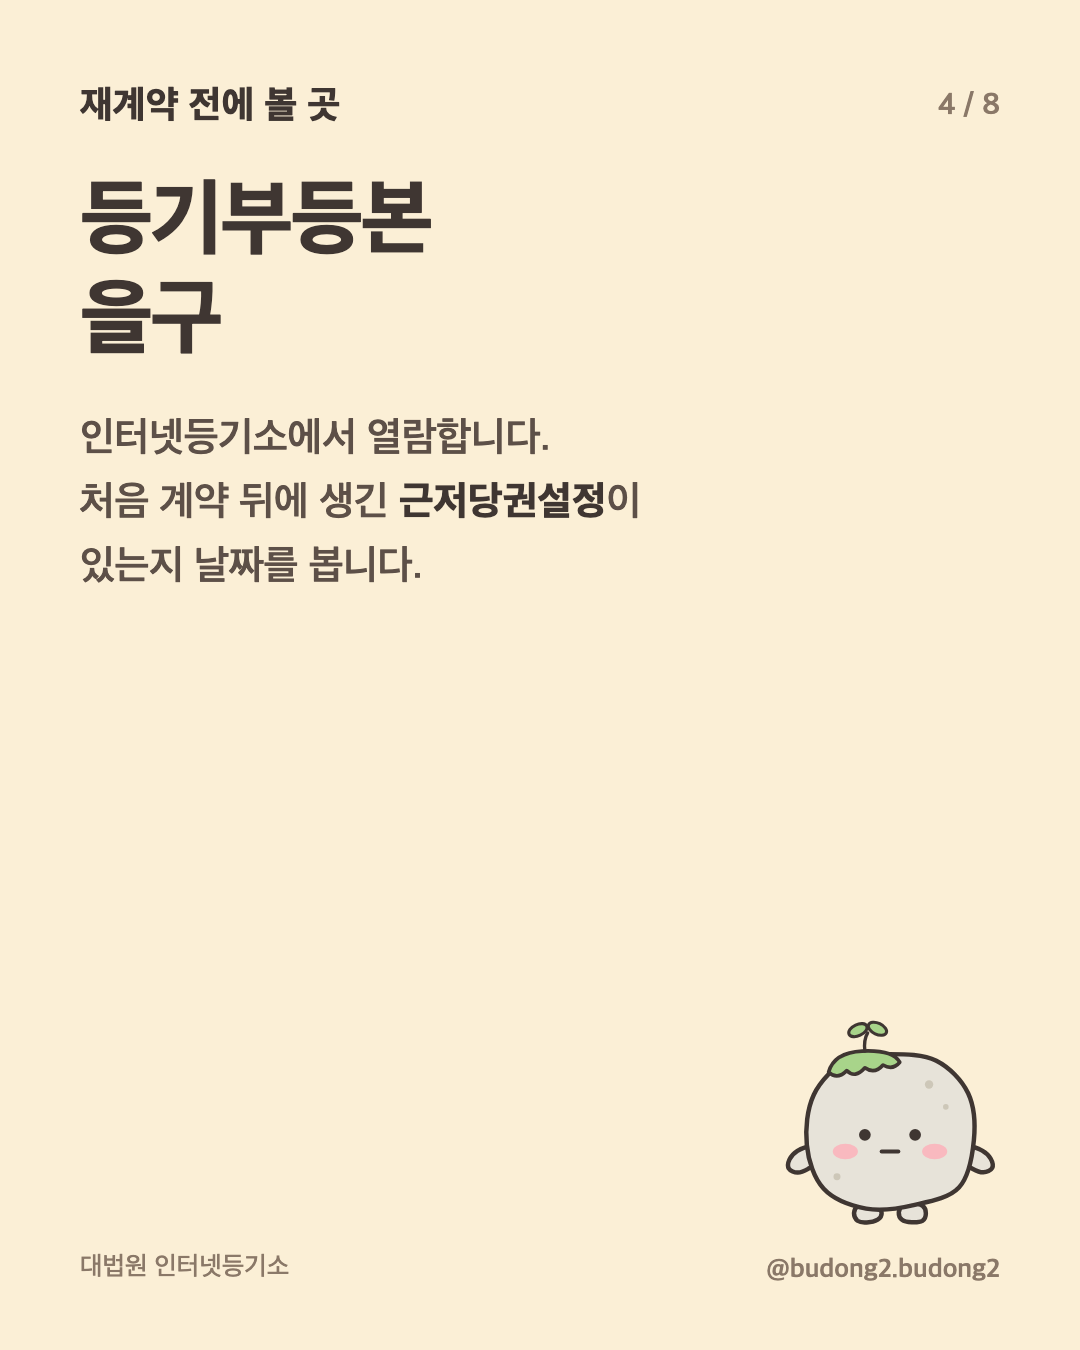 재계약 전에 볼 곳
4 / 8
등기부등본
을구
인터넷등기소에서 열람합니다.
처음 계약 뒤에 생긴 근저당권설정이
있는지 날짜를 봅니다.
대법원 인터넷등기소
@budong2.budong2